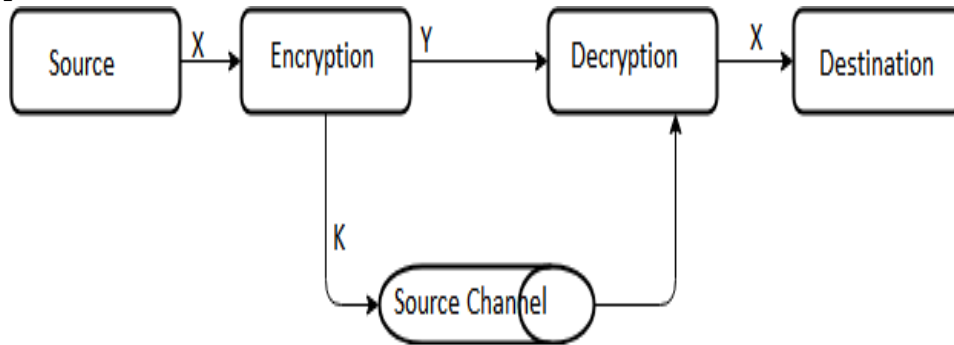 Source
X
Encryption
Y
Decryption
X
Destination
K
Source Channel